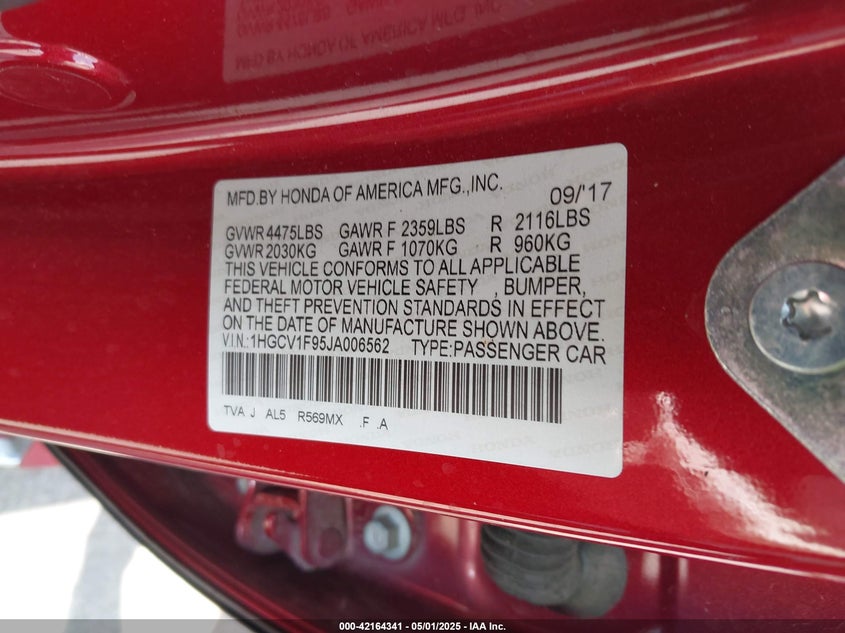 MFD.BY HONDA OF AMERICA MFG.,INC. 09/'17
GVWR 4475LBS GAWR F 2359LBS R 2116LBS
GVWR 2030KG GAWR F 1070KG R 960KG
THIS VEHICLE CONFORMS TO ALL APPLICABLE
FEDERAL MOTOR VEHICLE SAFETY , BUMPER,
AND THEFT PREVENTION STANDARDS IN EFFECT
ON THE DATE OF MANUFACTURE SHOWN ABOVE.
V.I.N.:1HGCV1F95JA006562 TYPE:PASSENGER CAR
TVA J AL5 R569MX .F .A
000-42164341 / 05/01/2025 - IAA Inc.